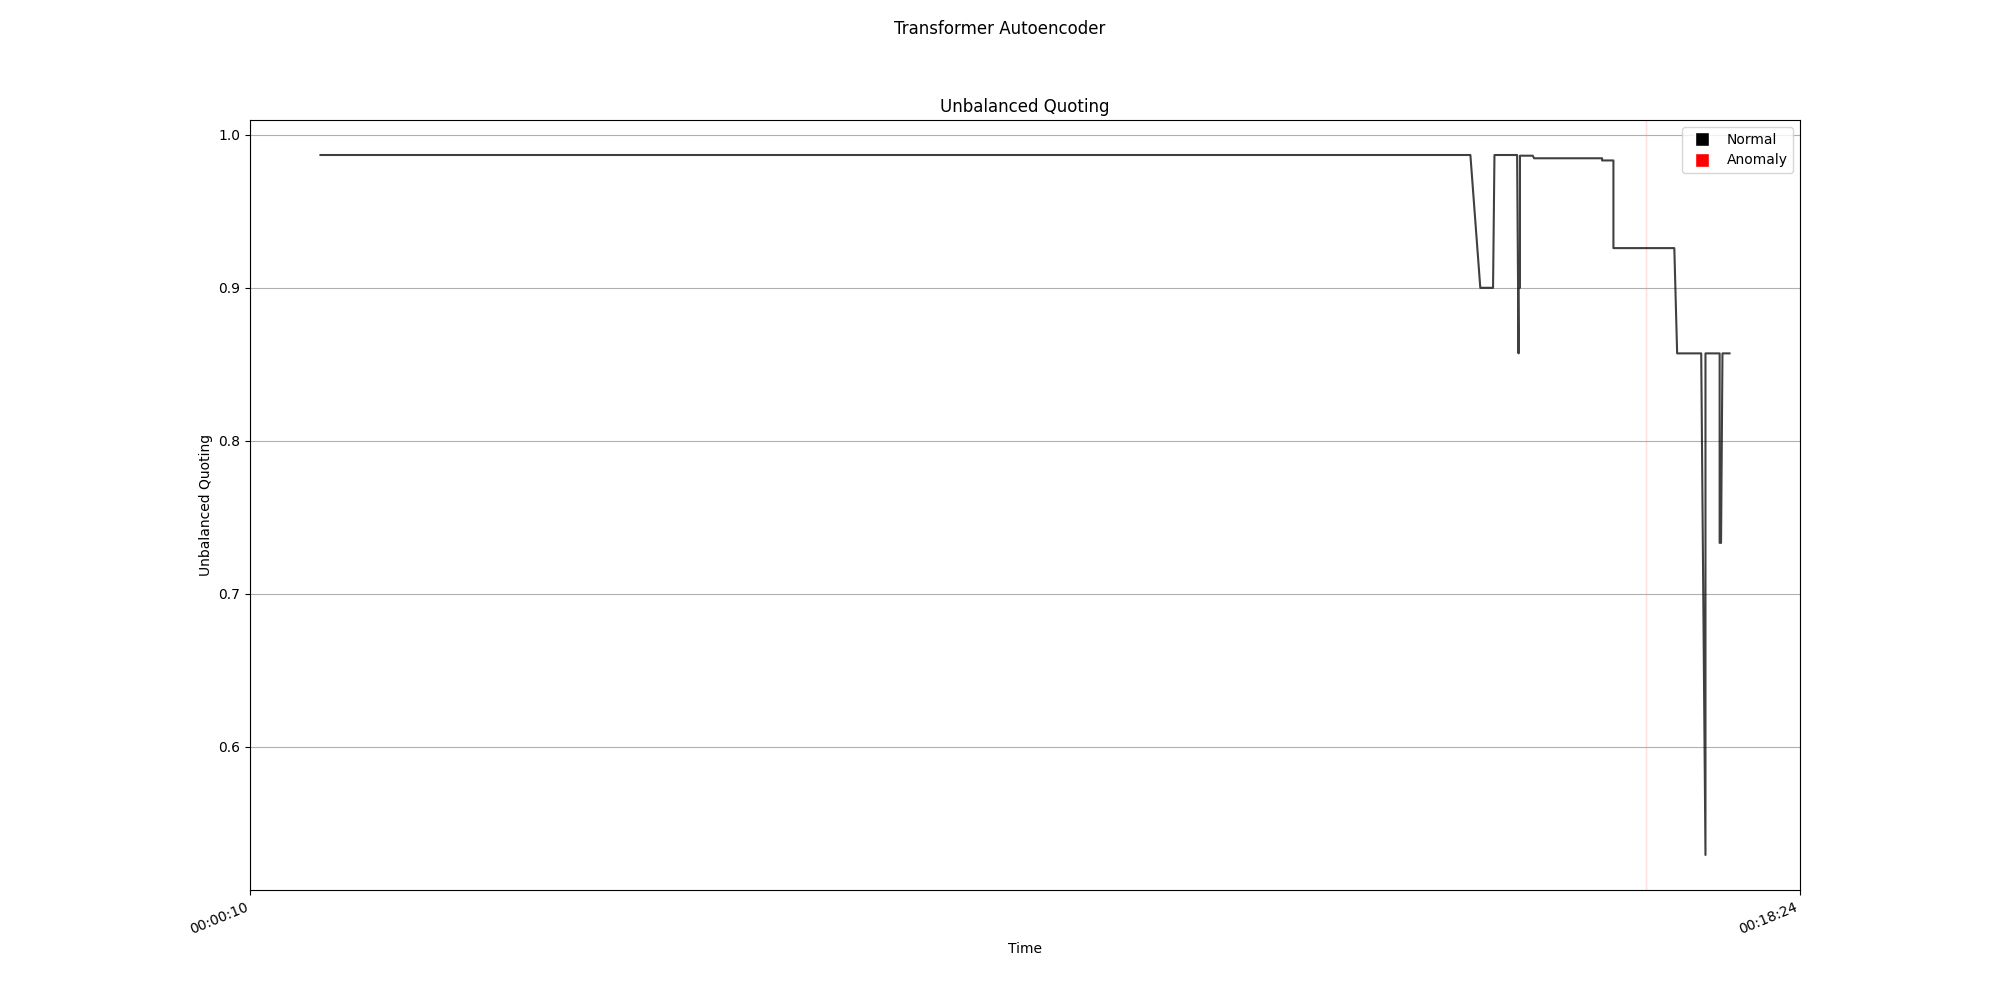 Transformer Autoencoder
Unbalanced Quoting
Normal
Anomaly
1.0
0.9
0.8
0.7
0.6
Unbalanced Quoting
00:00:10
00:18:24
Time